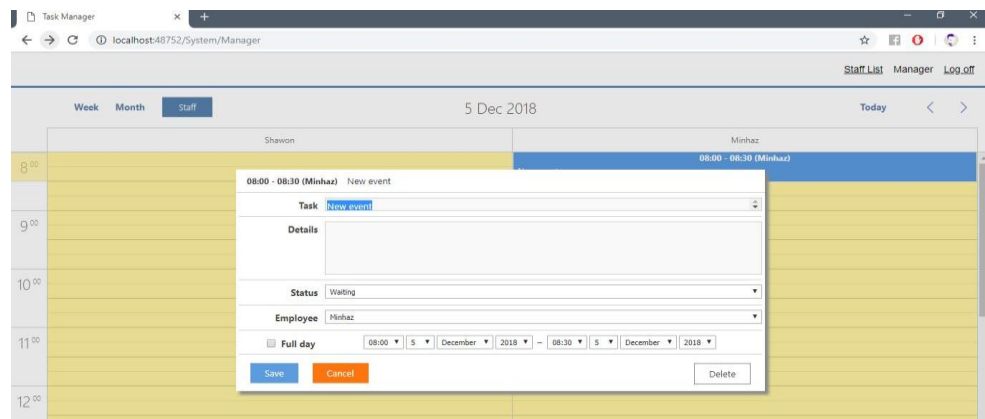 Task Manager
localhost:48752/System/Manager
Staff List Manager Log off
Week Month Staff 5 Dec 2018 Today
Shawon Minhaz
8 00
08:00 - 08:30 (Minhaz)
08:00 - 08:30 (Minhaz) New event
Task New event
9 00
Details
10 00
Status Waiting
Employee Minhaz
11 00
Full day 08:00 5 December 2018 – 08:30 5 December 2018
Save Cancel Delete
12 00